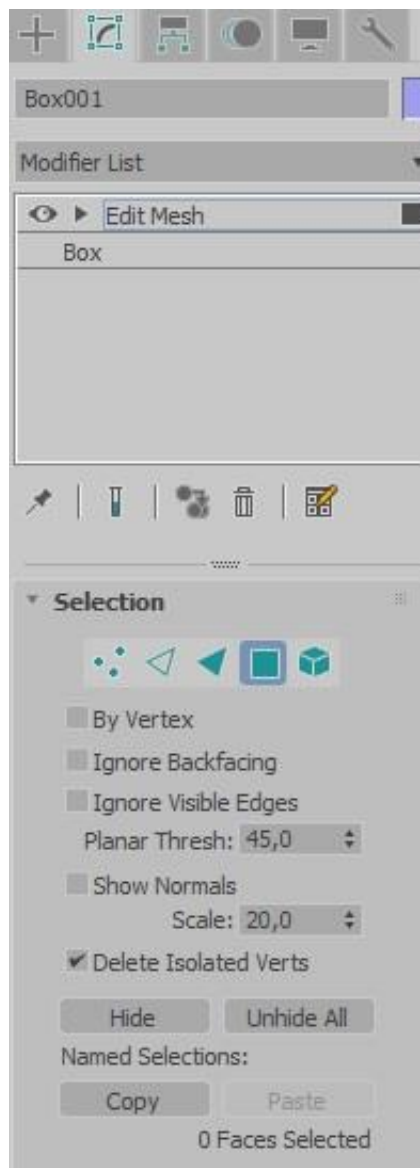 Box001
Modifier List
Edit Mesh
Box
Selection
By Vertex
Ignore Backfacing
Ignore Visible Edges
Planar Thresh: 45,0
Show Normals
Scale: 20,0
Delete Isolated Verts
Hide Unhide All
Named Selections:
Copy Paste
0 Faces Selected